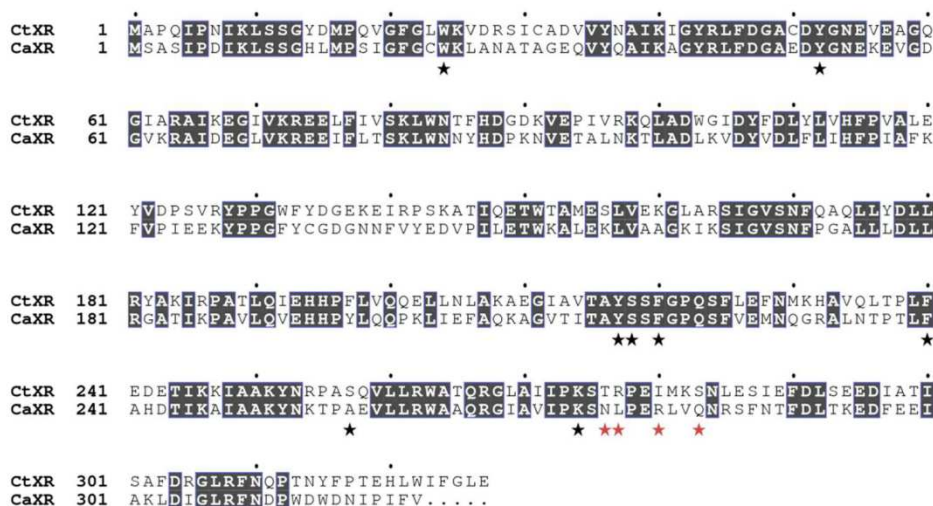 CtXR 1 MAPQIPNIKLSSGYDMPQVGFGLWKVDRSICADVVYNAIKIGYRLFDGACDYGNEVEAGQ
CaXR 1 MSASIPDIKLSSGHLMPSIGFGCWKLANATAGEQVYQAIKAGYRLFDGAEDYGNEKEVGD
CtXR 61 GIARAIKEGIVKREELFIVSKLWNTFHDGDKVEPIVRKQLADWGIDYFDLYLVHFPVALE
CaXR 61 GVKRAIDEGLVKREEIFLTSKLWNNYHDPKNVETALNKTLADLKVDYVDLFLIHFPIAFK
CtXR 121 YVDPSVRYPPGWFYDGEKEIRPSKATIQETWTAMESLVEKGLARSIGVSNFQAQLLYDLL
CaXR 121 FVPIEEKYPPGFYCGDGNNFVYEDVPILETWKALEKLVAAGKIKSIGVSNFPGALLLDLL
CtXR 181 RYAKIRPATLQIEHHPFLVQQELLNLAKAEGIAVTAYSSFGPQSFLEFNMKHAVQLTPLF
CaXR 181 RGATIKPAVLQVEHHPYLQQPKLIEFAQKAGVTITAYSSFGPQSFVEMNQGRALNTPTLF
CtXR 241 EDETIKKIAAKYNRPASQVLLRWATQRGLAIIPKSTRPEIMKSNLESIEFDLSEEDIATI
CaXR 241 AHDTIKAIAAKYNKTPAEVLLRWAAQRGIAVIPKSNLPERLVQNRSFNTFDLTKEDFEEI
CtXR 301 SAFDRGLRFNQPTNYFPTEHLWIFGLE
CaXR 301 AKLDIGLRFNDPWDWDNIPIFV.....